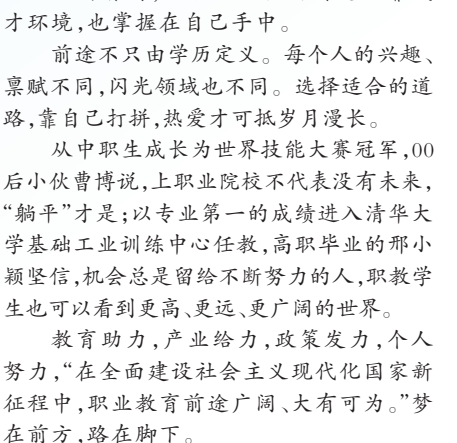 才环境,也掌握在自己手中。
前途不只由学历定义。每个人的兴趣、
禀赋不同,闪光领域也不同。选择适合的道
路,靠自己打拼,热爱才可抵岁月漫长。
从中职生成长为世界技能大赛冠军,00
后小伙曹博说,上职业院校不代表没有未来,
“躺平”才是;以专业第一的成绩进入清华大
学基础工业训练中心任教,高职毕业的邢小
颖坚信,机会总是留给不断努力的人,职教学
生也可以看到更高、更远、更广阔的世界。
教育助力,产业给力,政策发力,个人
努力,“在全面建设社会主义现代化国家新
征程中,职业教育前途广阔、大有可为。”梦
在前方,路在脚下。